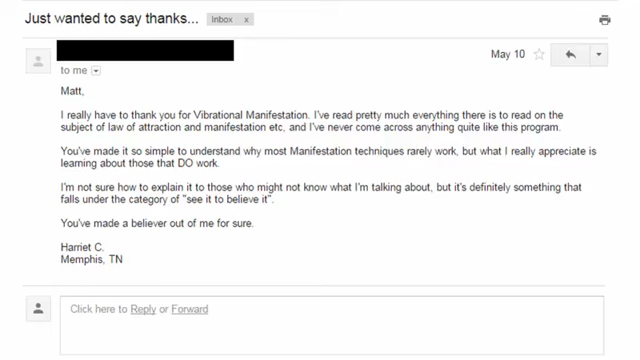 Just wanted to say thanks... Inbox x
May 10
to me
Matt,
I really have to thank you for Vibrational Manifestation. I've read pretty much everything there is to read on the
subject of law of attraction and manifestation etc, and I've never come across anything quite like this program.
You've made it so simple to understand why most Manifestation techniques rarely work, but what I really appreciate is
learning about those that DO work.
I'm not sure how to explain it to those who might not know what I'm talking about, but it's definitely something that
falls under the category of "see it to believe it".
You've made a believer out of me for sure.
Harriet C.
Memphis, TN
Click here to Reply or Forward